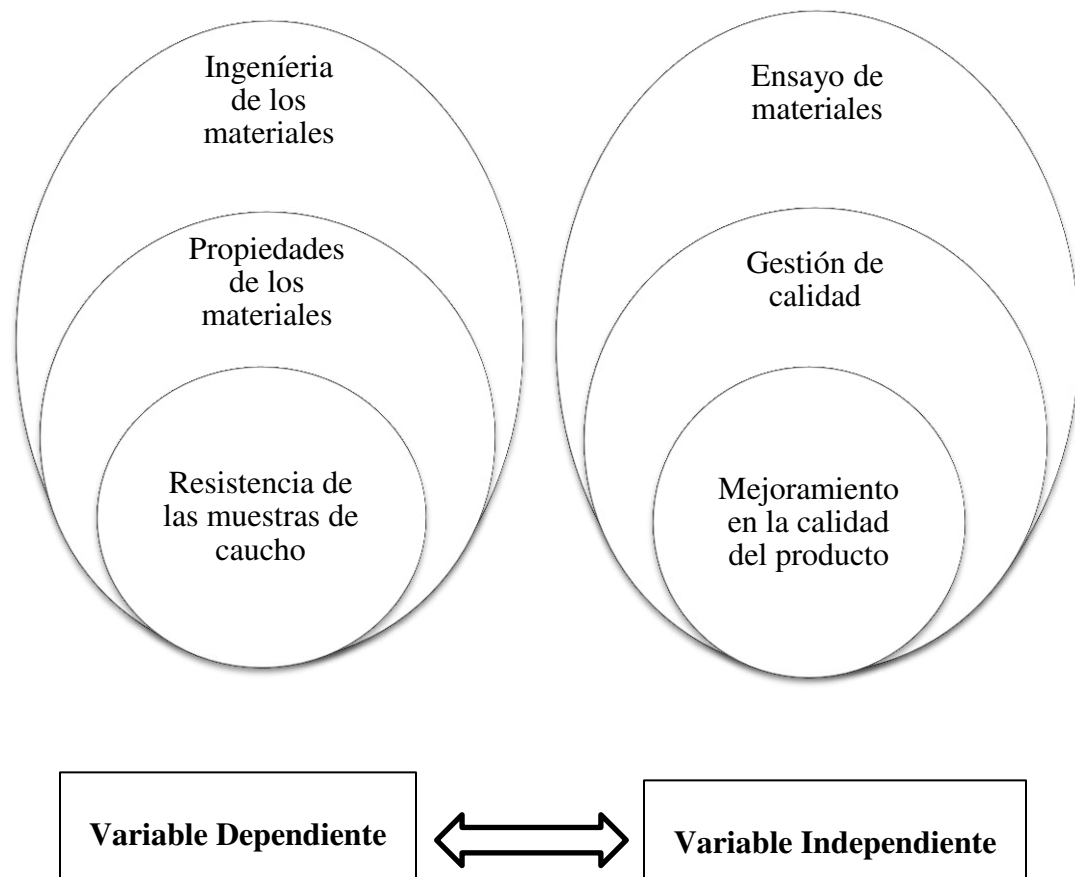 Ingeníeria
de los
materiales
Propiedades
de los
materiales
Resistencia de
las muestras de
caucho
Ensayo de
materiales
Gestión de
calidad
Mejoramiento
en la calidad
del producto
Variable Dependiente
Variable Independiente